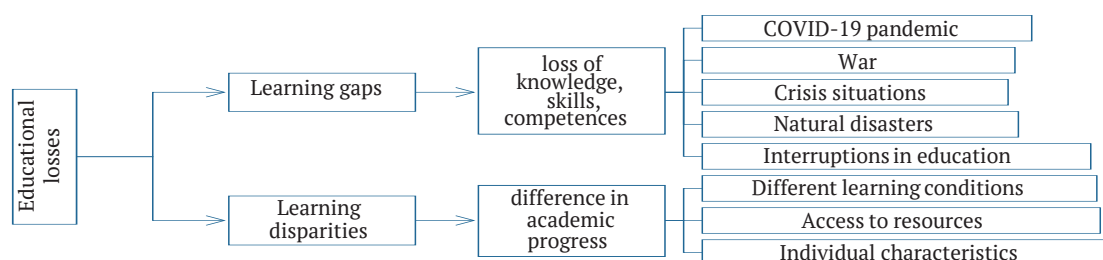 Educational
losses
Learning gaps
loss of
knowledge,
skills,
competences
COVID-19 pandemic
War
Crisis situations
Natural disasters
Interruptions in education
Learning
disparities
difference in
academic
progress
Different learning conditions
Access to resources
Individual characteristics